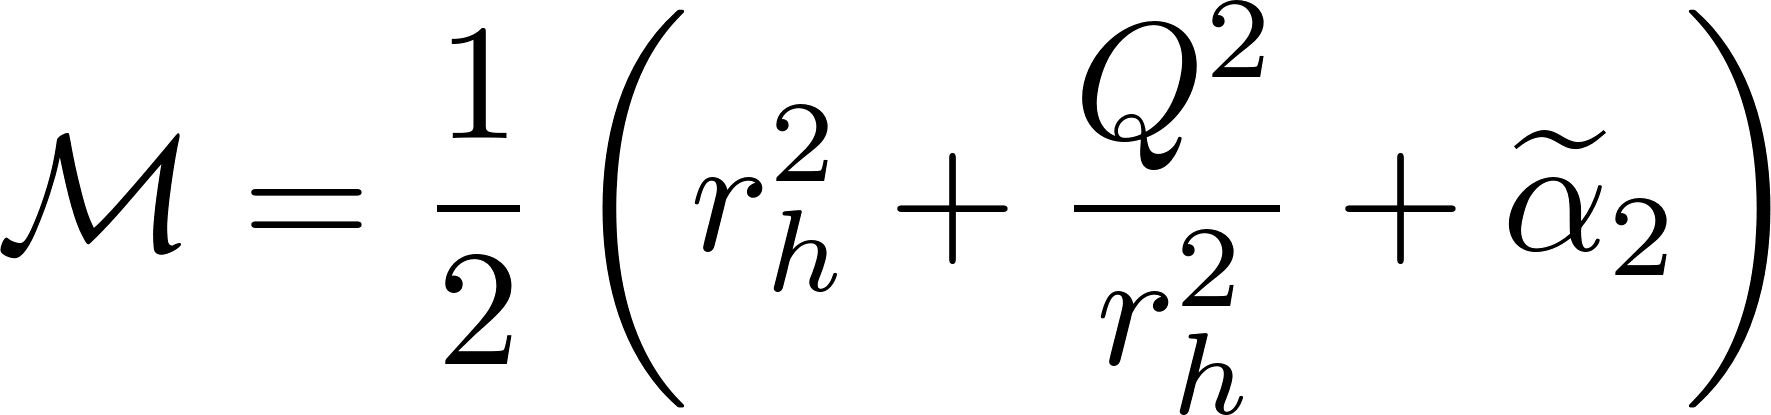 \mathcal{M} = \frac{1}{2} \left( r_h^2 + \frac{Q^2}{r_h^2} + \widetilde{\alpha}_2 \right)